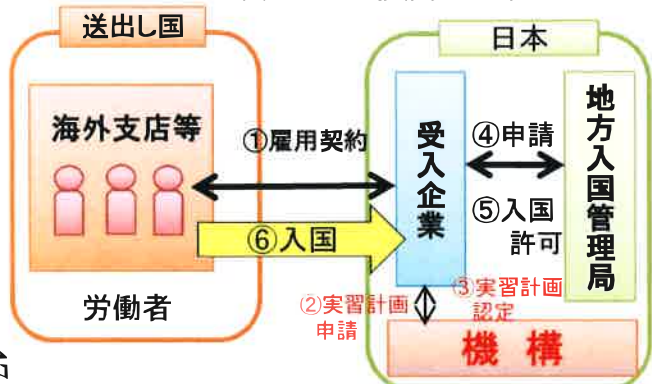 送出し国
日本
海外支店等
①雇用契約
受入企業
④申請
地方入国管理局
⑤入国
許可
⑥入国
労働者
②実習計画
申請
③実習計画
認定
機構